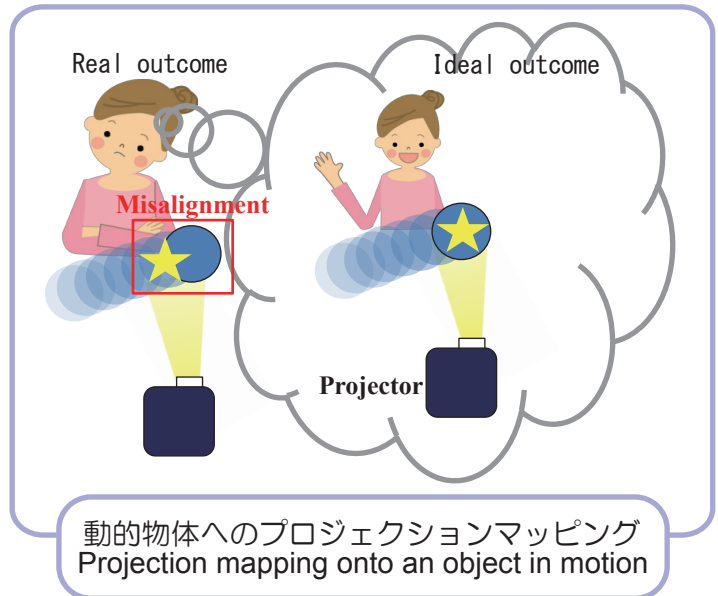 Real outcome
Ideal outcome
Misalignment
Projector
動的物体へのプロジェクションマッピング
Projection mapping onto an object in motion